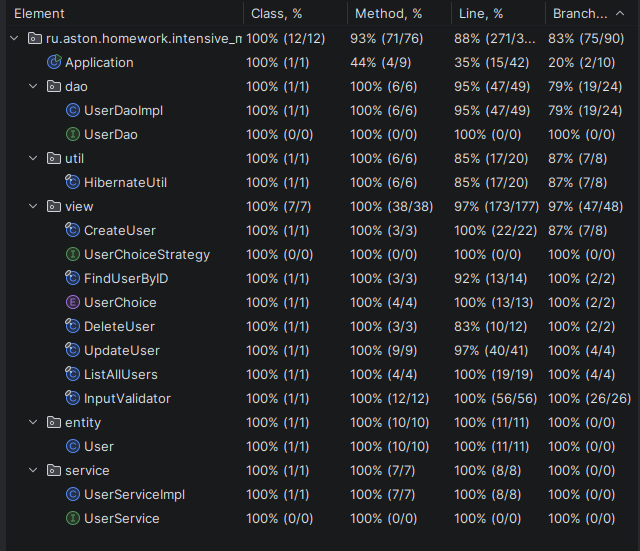 Element Class, % Method, % Line, % Branch...
ru.aston.homework.intensive_m 100% (12/12) 93% (71/76) 88% (271/3... 83% (75/90)
Application 100% (1/1) 44% (4/9) 35% (15/42) 20% (2/10)
dao 100% (1/1) 100% (6/6) 95% (47/49) 79% (19/24)
UserDaoImpl 100% (1/1) 100% (6/6) 95% (47/49) 79% (19/24)
UserDao 100% (0/0) 100% (0/0) 100% (0/0) 100% (0/0)
util 100% (1/1) 100% (6/6) 85% (17/20) 87% (7/8)
HibernateUtil 100% (1/1) 100% (6/6) 85% (17/20) 87% (7/8)
view 100% (7/7) 100% (38/38) 97% (173/177) 97% (47/48)
CreateUser 100% (1/1) 100% (3/3) 100% (22/22) 87% (7/8)
UserChoiceStrategy 100% (0/0) 100% (0/0) 100% (0/0) 100% (0/0)
FindUserByID 100% (1/1) 100% (3/3) 92% (13/14) 100% (2/2)
UserChoice 100% (1/1) 100% (4/4) 100% (13/13) 100% (2/2)
DeleteUser 100% (1/1) 100% (3/3) 83% (10/12) 100% (2/2)
UpdateUser 100% (1/1) 100% (9/9) 97% (40/41) 100% (4/4)
ListAllUsers 100% (1/1) 100% (4/4) 100% (19/19) 100% (4/4)
InputValidator 100% (1/1) 100% (12/12) 100% (56/56) 100% (26/26)
entity 100% (1/1) 100% (10/10) 100% (11/11) 100% (0/0)
User 100% (1/1) 100% (10/10) 100% (11/11) 100% (0/0)
service 100% (1/1) 100% (7/7) 100% (8/8) 100% (0/0)
UserServiceImpl 100% (1/1) 100% (7/7) 100% (8/8) 100% (0/0)
UserService 100% (0/0) 100% (0/0) 100% (0/0) 100% (0/0)